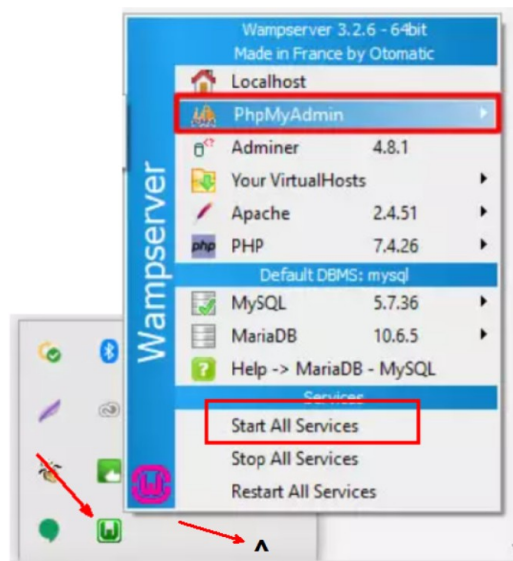 Wampserver 3.2.6 - 64bit
Made in France by Otomatic
Localhost
PhpMyAdmin
Adminer 4.8.1
Your VirtualHosts
Apache 2.4.51
php PHP 7.4.26
Default DBMS: mysql
MySQL 5.7.36
MariaDB 10.6.5
Help -> MariaDB - MySQL
Services
Start All Services
Stop All Services
Restart All Services
Wampserver